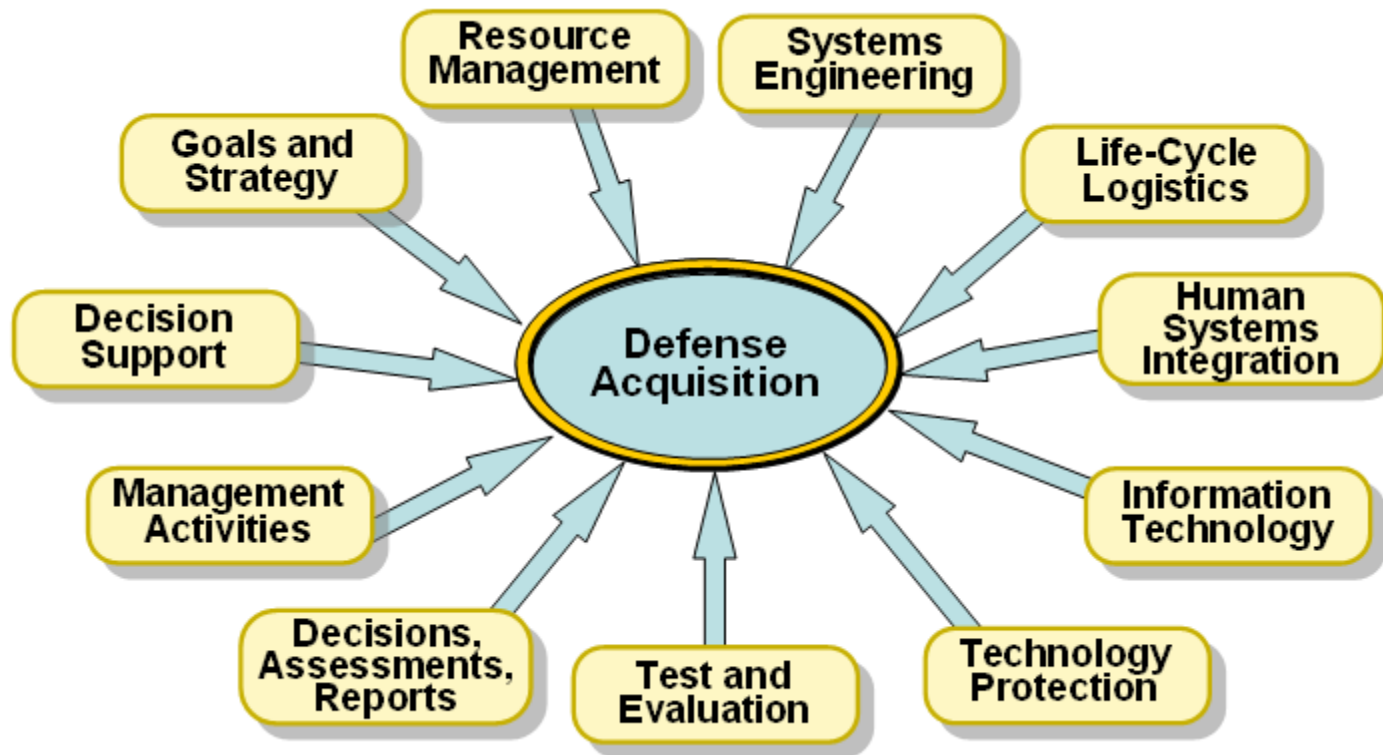 Resource
Management
Systems
Engineering
Goals and
Strategy
Life-Cycle
Logistics
Decision
Support
Defense
Acquisition
Human
Systems
Integration
Management
Activities
Information
Technology
Decisions,
Assessments,
Reports
Test and
Evaluation
Technology
Protection